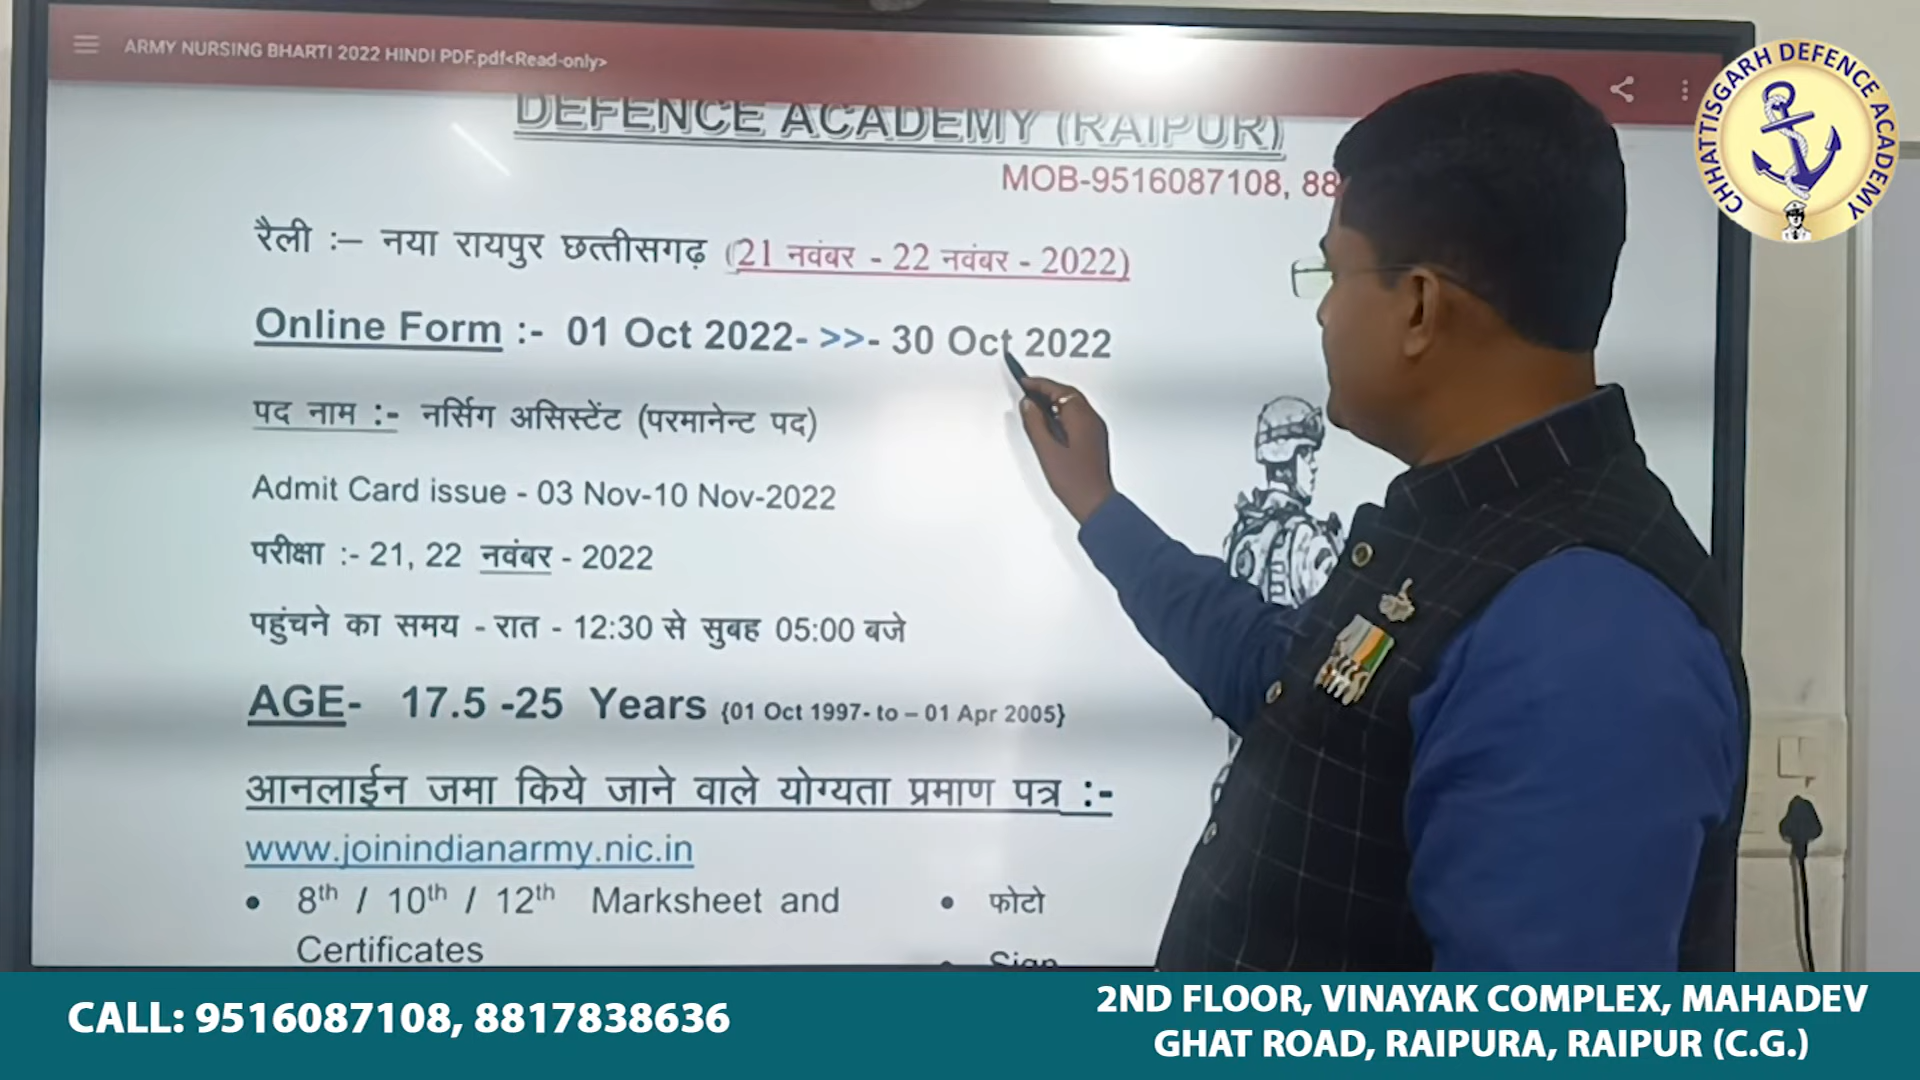 ARMY NURSING BHARTI 2022 HINDI PDF.pdf<Read-only>
DEFENCE ACADEMY (RAIPUR)
MOB-9516087108, 88
रैली :– नया रायपुर छत्तीसगढ़ (21 नवंबर - 22 नवंबर - 2022)
Online Form :- 01 Oct 2022- >>- 30 Oct 2022
पद नाम :- नर्सिग असिस्टेंट (परमानेन्ट पद)
Admit Card issue - 03 Nov-10 Nov-2022
परीक्षा :- 21, 22 नवंबर - 2022
पहुंचने का समय - रात - 12:30 से सुबह 05:00 बजे
AGE- 17.5 -25 Years {01 Oct 1997- to – 01 Apr 2005}
आनलाईन जमा किये जाने वाले योग्यता प्रमाण पत्र :-
www.joinindianarmy.nic.in
• 8th / 10th / 12th Marksheet and
Certificates
• फोटो
• Sign
CHHATTISGARH DEFENCE ACADEMY
CALL: 9516087108, 8817838636
2ND FLOOR, VINAYAK COMPLEX, MAHADEV
GHAT ROAD, RAIPURA, RAIPUR (C.G.)